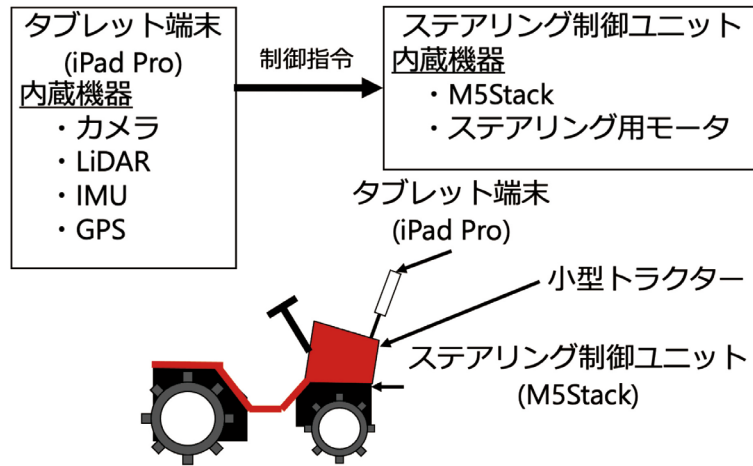 タブレット端末
(iPad Pro)
内蔵機器
・カメラ
・LiDAR
・IMU
・GPS
制御指令
ステアリング制御ユニット
内蔵機器
・M5Stack
・ステアリング用モータ
タブレット端末
(iPad Pro)
小型トラクター
ステアリング制御ユニット
(M5Stack)